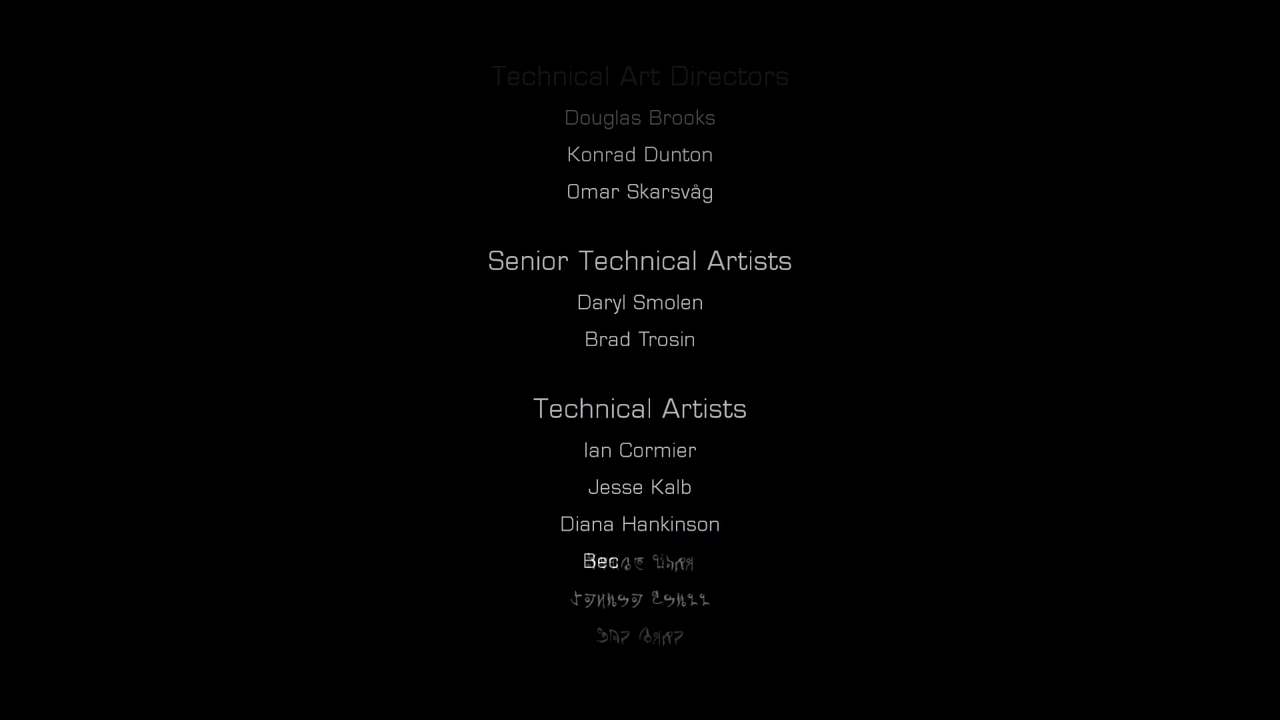 Technical Art Directors
Douglas Brooks
Konrad Dunton
Omar Skarsvåg
Senior Technical Artists
Daryl Smolen
Brad Trosin
Technical Artists
Ian Cormier
Jesse Kalb
Diana Hankinson
Bec